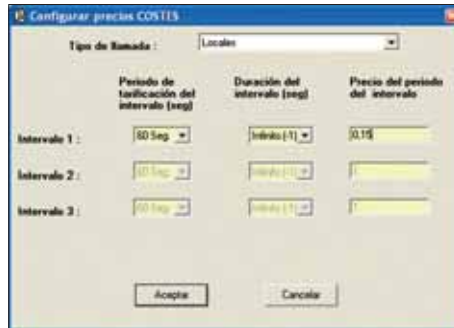 Configurar precios COSTES
Tipo de llamada : Locales
Periodo de tarificación del intervalo (seg)
Duración del intervalo (seg)
Precio del periodo del intervalo
Intervalo 1 : 60 Seg Infinito (-1) 0,15
Intervalo 2 : 60 Seg Infinito (-1) 1
Intervalo 3 : 60 Seg Infinito (-1) 1
Aceptar Cancelar